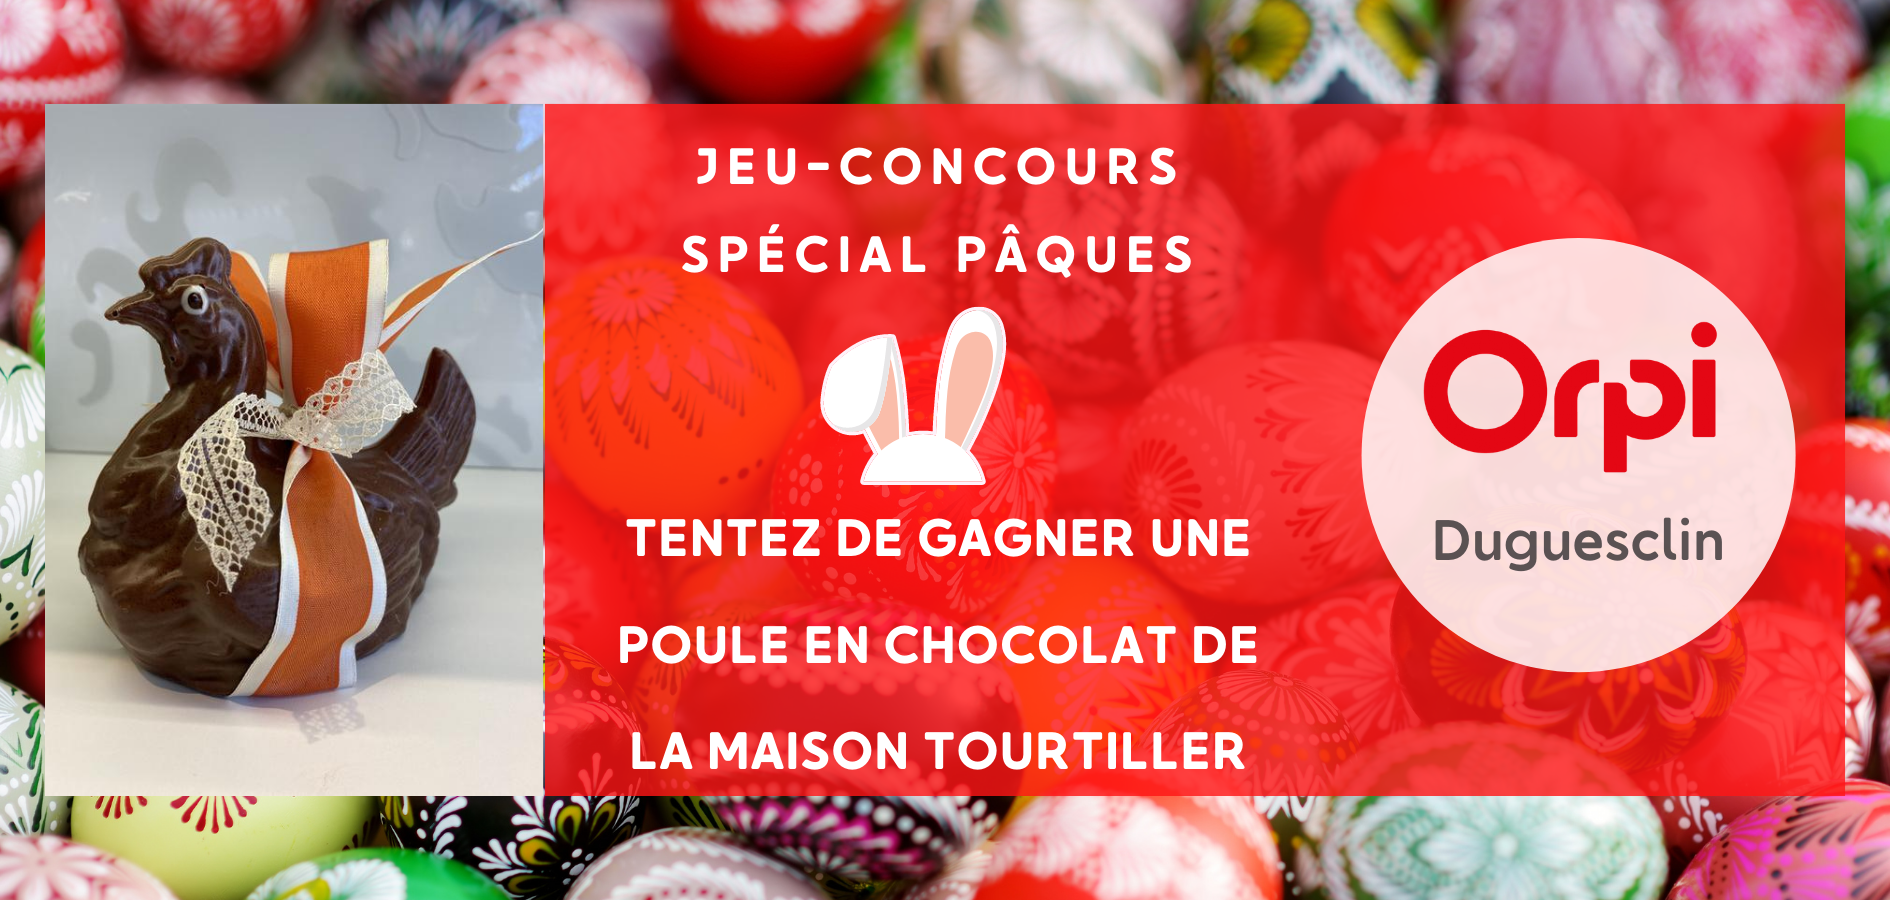 JEU-CONCOURS
SPÉCIAL PÂQUES
TENTEZ DE GAGNER UNE
POULE EN CHOCOLAT DE
LA MAISON TOURTILLER
Orpi
Duguesclin